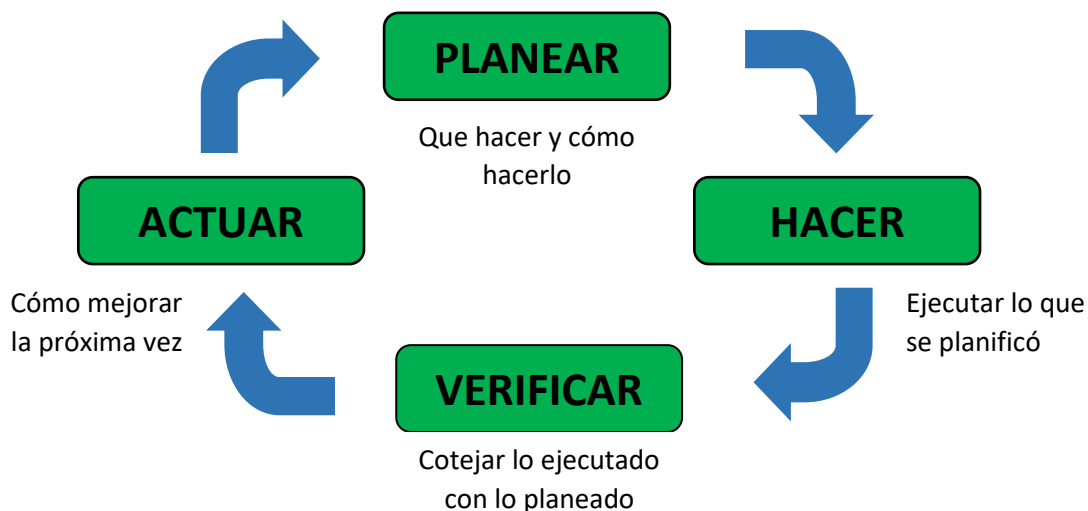 PLANEAR
Que hacer y cómo
hacerlo
HACER
Ejecutar lo que
se planificó
VERIFICAR
Cotejar lo ejecutado
con lo planeado
ACTUAR
Cómo mejorar
la próxima vez